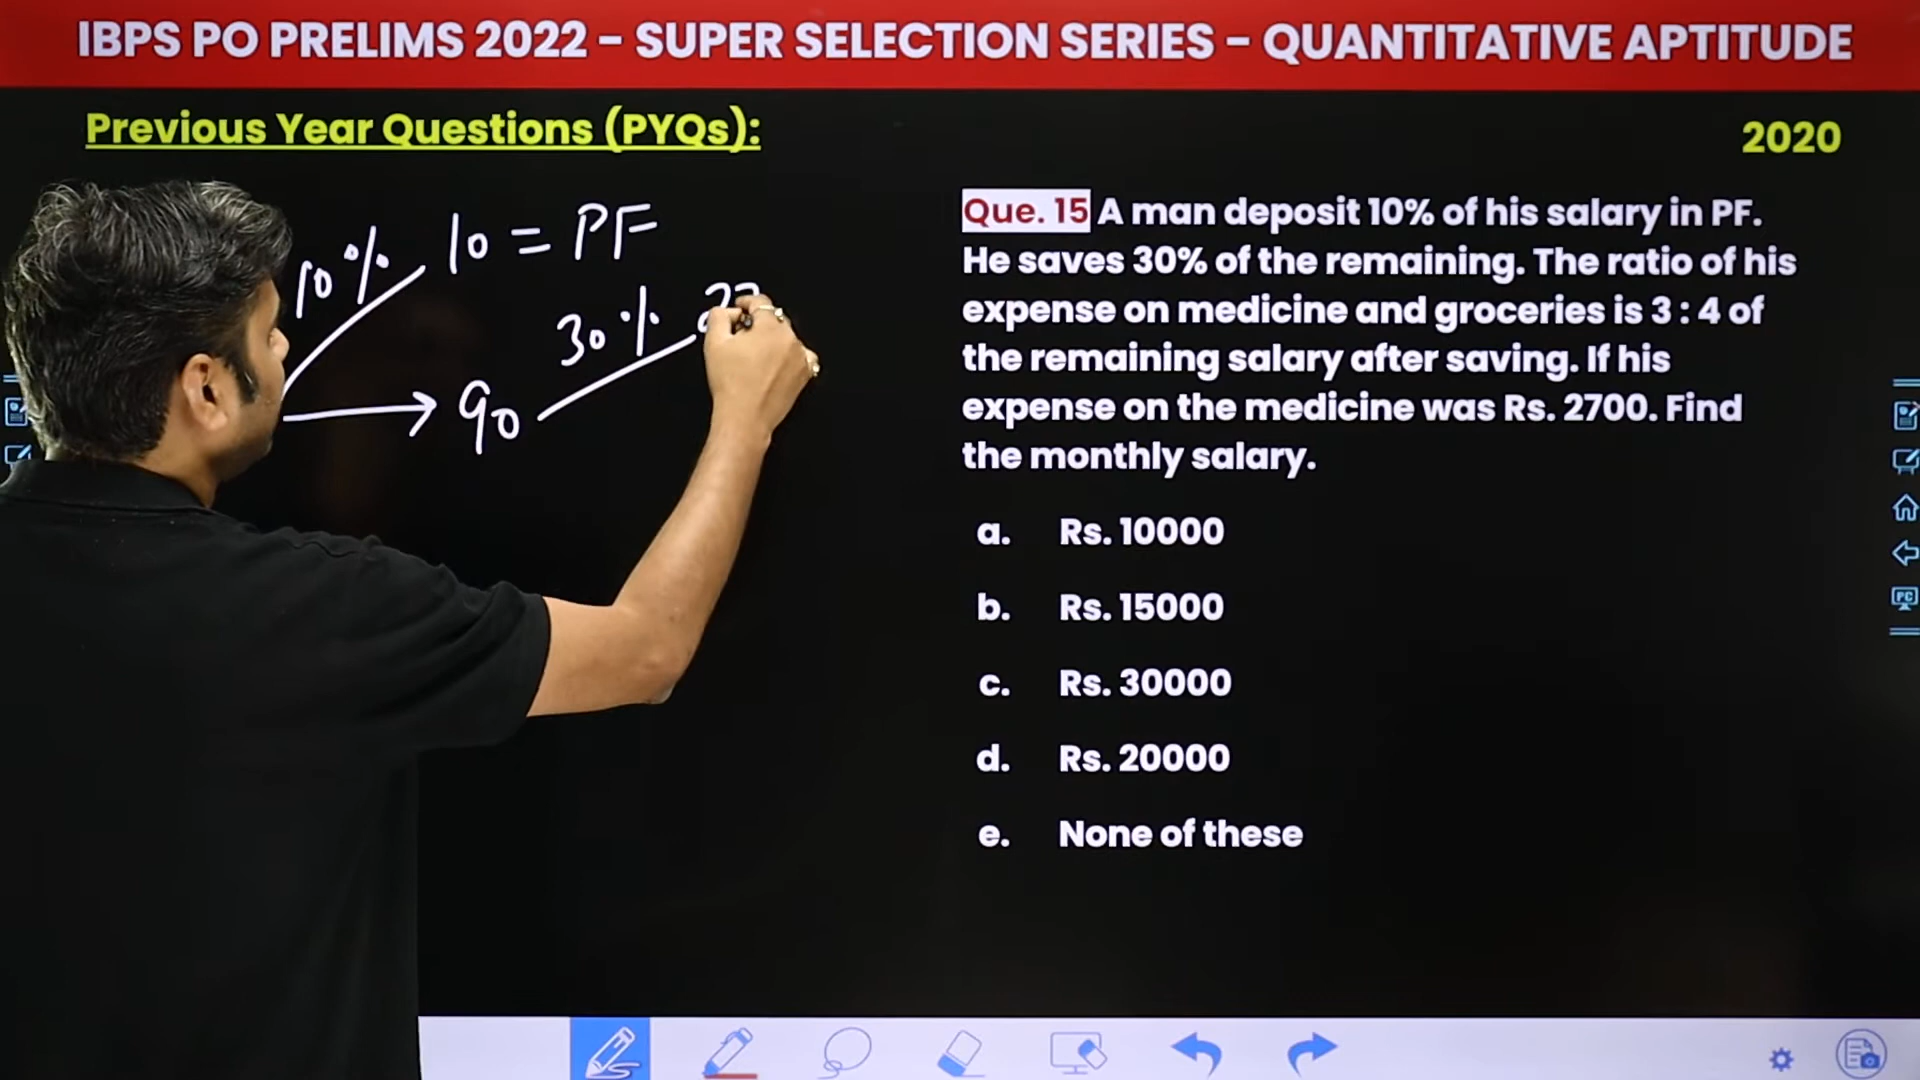 IBPS PO PRELIMS 2022 - SUPER SELECTION SERIES - QUANTITATIVE APTITUDE
Previous Year Questions (PYQs):
2020
10% 10 = PF
30%
90
Que. 15 A man deposit 10% of his salary in PF.
He saves 30% of the remaining. The ratio of his
expense on medicine and groceries is 3 : 4 of
the remaining salary after saving. If his
expense on the medicine was Rs. 2700. Find
the monthly salary.
a. Rs. 10000
b. Rs. 15000
c. Rs. 30000
d. Rs. 20000
e. None of these
PC